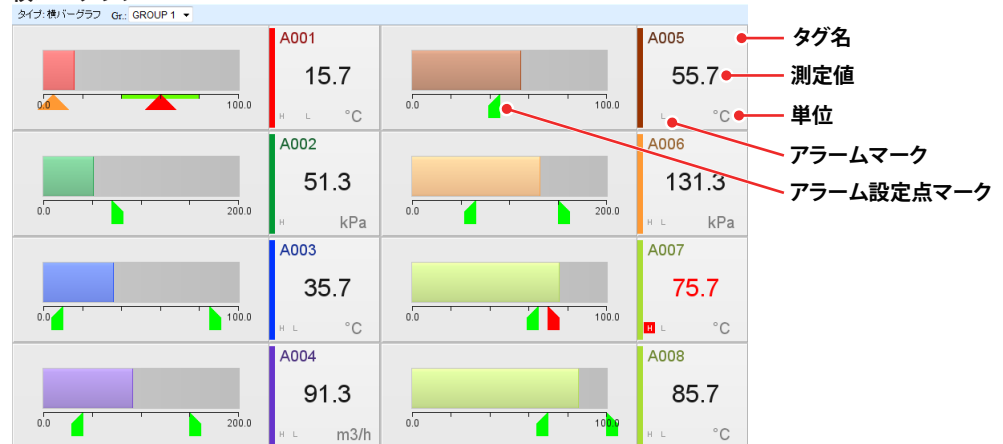 タイプ: 横バーグラフ Gr.: GROUP 1
A001
15.7
0.0 100.0
H L °C
A005
55.7
0.0 100.0
L °C
タグ名
測定値
単位
アラームマーク
アラーム設定点マーク
A002
51.3
0.0 200.0
H kPa
A006
131.3
0.0 200.0
H L kPa
A003
35.7
0.0 100.0
H L °C
A007
75.7
0.0 100.0
H L °C
A004
91.3
0.0 200.0
H L m3/h
A008
85.7
0.0 100.0
H L °C